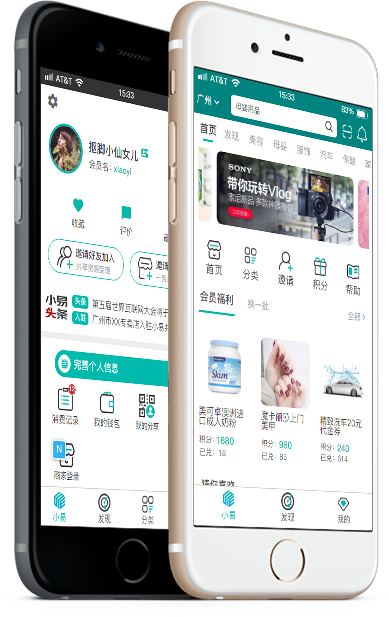 AT&T
15:33
抠脚小仙女儿
会员名：xiaoyi
收藏
评价
邀请好友加入
邀
小易
头条
头条
第五届世界互联网大会将于
入驻
广州市XX专卖店入驻小易
完善个人信息
消费记录
我的钱包
我的分享
N
商家登录
小易
发现
分类
AT&T
15:33
83%
广州
母婴用品
首页
发现
美容
母婴
服饰
汽车
保健
SONY
带你玩转Vlog
首页
分类
邀请
积分
帮助
会员福利
换一批
全部
美可卓澳洲进
口成人奶粉
积分：1680
已兑：18
魔卡丽莎上门
美甲
积分：980
已兑：85
精致洗车20元
代金券
积分：240
已兑：614
猜你喜欢
小易
发现
我的